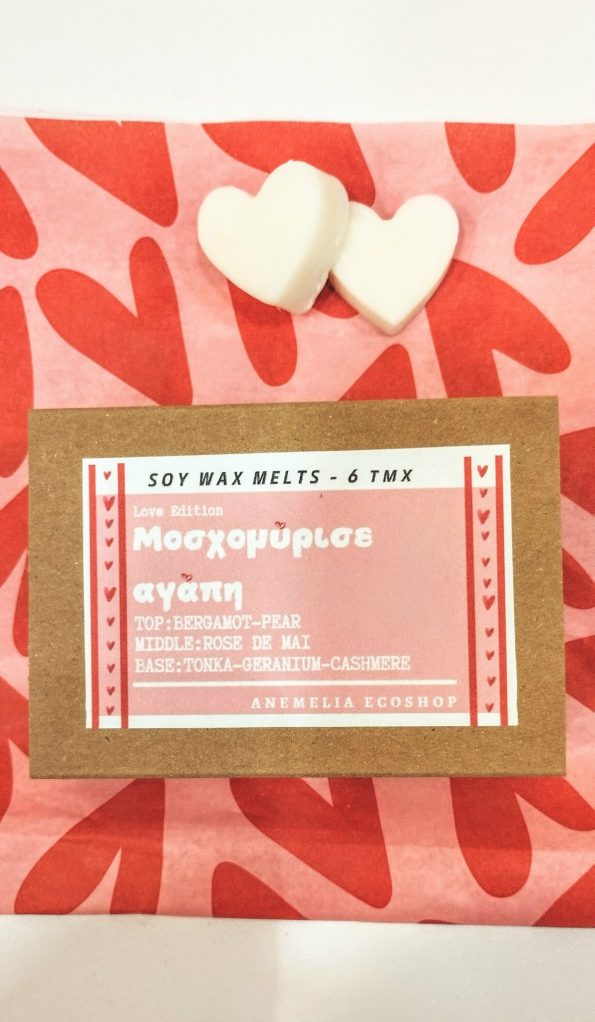 SOY WAX MELTS - 6 ΤΜΧ
Love Edition
Μοσχομύρισε
αγάπη
TOP:BERGAMOT-PEAR
MIDDLE:ROSE DE MAI
BASE:TONKA-GERANIUM-CASHMERE
ANEMELIA ECOSHOP